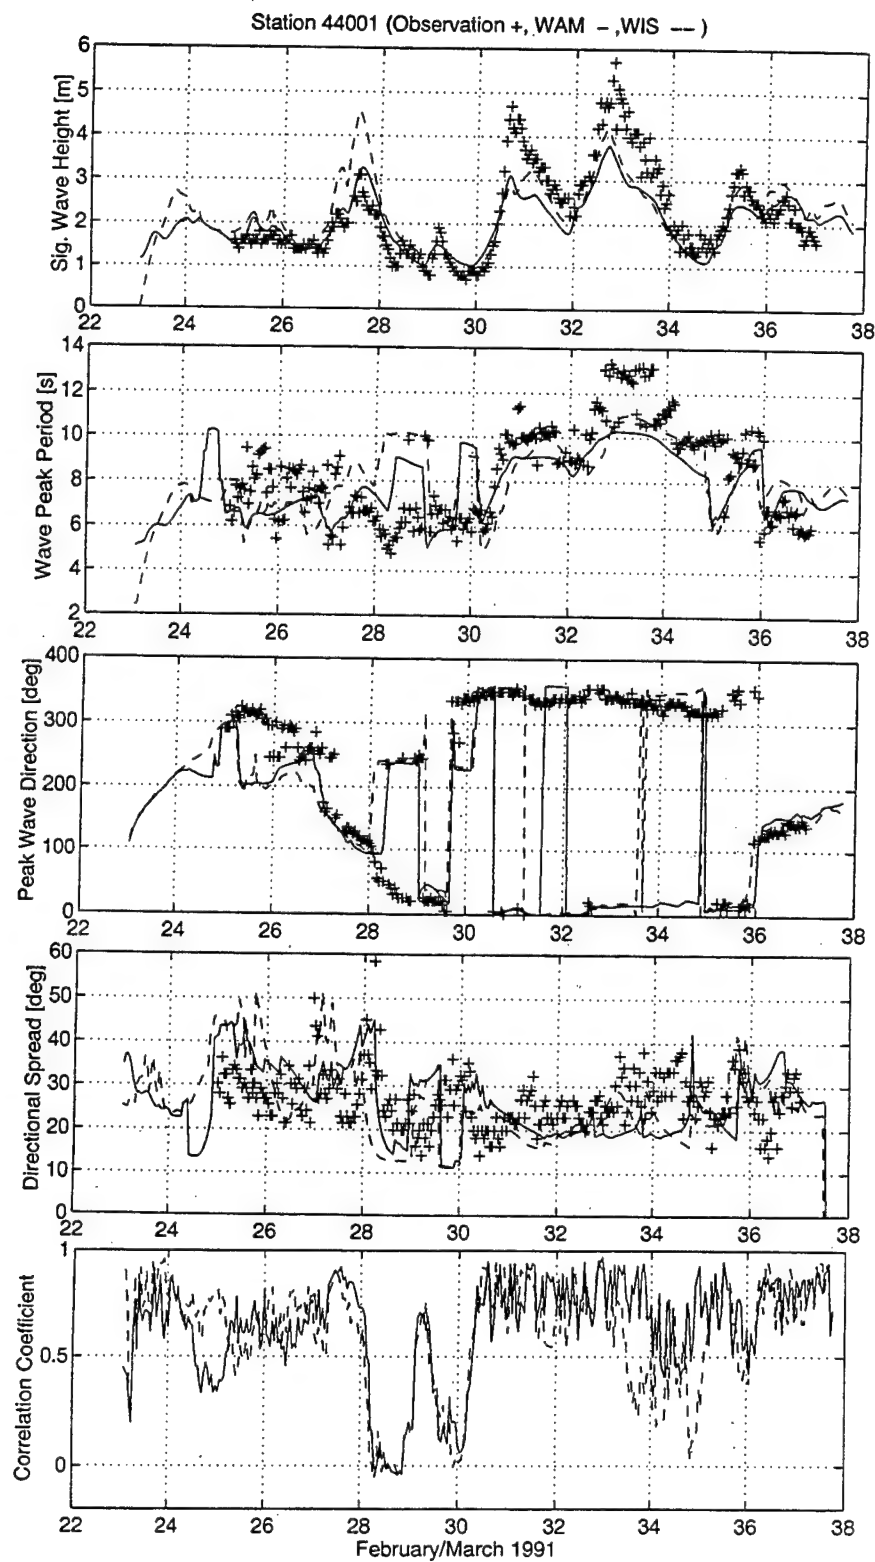 Station 44001 (Observation +, WAM – ,WIS –– )
Sig. Wave Height [m]
6
5
4
3
2
1
0
22 24 26 28 30 32 34 36 38
Wave Peak Period [s]
14
12
10
8
6
4
2
22 24 26 28 30 32 34 36 38
Peak Wave Direction [deg]
400
300
200
100
0
22 24 26 28 30 32 34 36 38
Directional Spread [deg]
60
50
40
30
20
10
0
22 24 26 28 30 32 34 36 38
Correlation Coefficient
1
0.5
0
22 24 26 28 30 32 34 36 38
February/March 1991